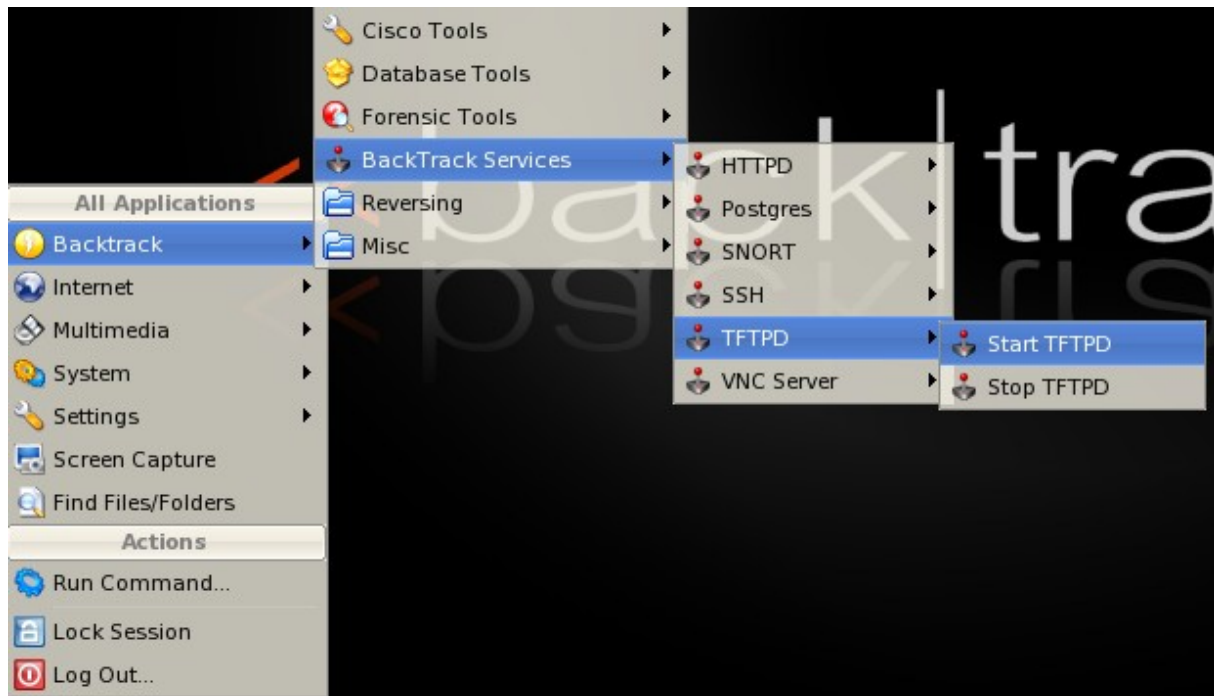 Cisco Tools
Database Tools
Forensic Tools
BackTrack Services
Reversing
Misc
HTTPD
Postgres
SNORT
SSH
TFTPD
VNC Server
Start TFTPD
Stop TFTPD
All Applications
Backtrack
Internet
Multimedia
System
Settings
Screen Capture
Find Files/Folders
Actions
Run Command...
Lock Session
Log Out...
<< back|tra